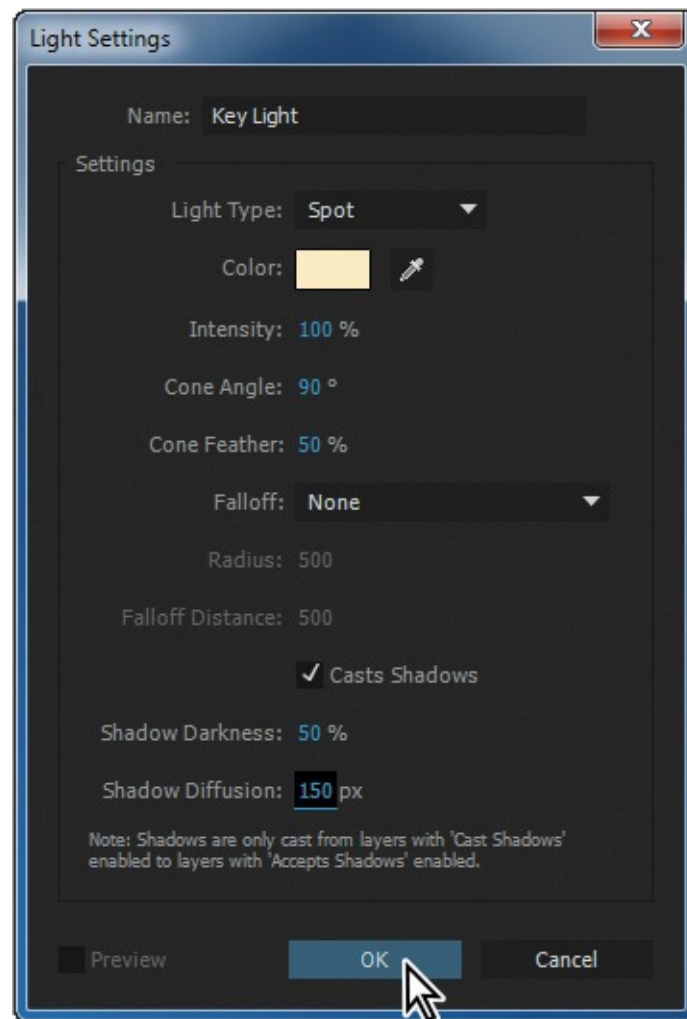 Light Settings
Name: Key Light
Settings
Light Type: Spot
Color:
Intensity: 100 %
Cone Angle: 90 °
Cone Feather: 50 %
Falloff: None
Radius: 500
Falloff Distance: 500
Casts Shadows
Shadow Darkness: 50 %
Shadow Diffusion: 150 px
Note: Shadows are only cast from layers with 'Cast Shadows'
enabled to layers with 'Accepts Shadows' enabled.
Preview OK Cancel